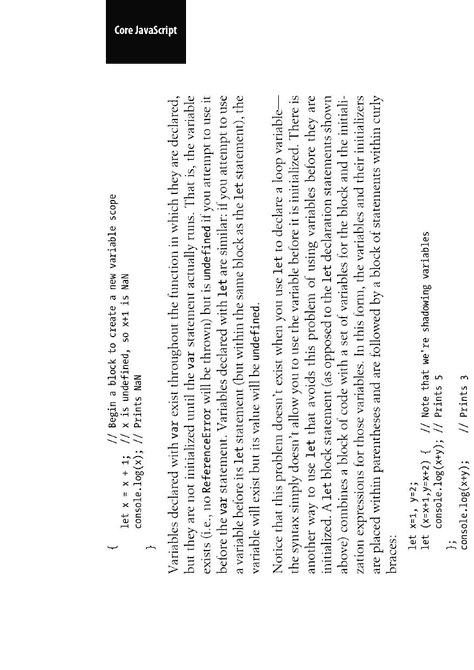 Core JavaScript
{ // Begin a block to create a new variable scope
let x = x + 1; // x is undefined, so x+1 is NaN
console.log(x); // Prints NaN
}
Variables declared with var exist throughout the function in which they are declared,
but they are not initialized until the var statement actually runs. That is, the variable
exists (i.e., no ReferenceError will be thrown) but is undefined if you attempt to use it
before the var statement. Variables declared with let are similar: if you attempt to use
a variable before its let statement (but within the same block as the let statement), the
variable will exist but its value will be undefined.
Notice that this problem doesn't exist when you use let to declare a loop variable—
the syntax simply doesn't allow you to use the variable before it is initialized. There is
another way to use let that avoids this problem of using variables before they are
initialized. A let block statement (as opposed to the let declaration statements shown
above) combines a block of code with a set of variables for the block and the initiali-
zation expressions for those variables. In this form, the variables and their initializers
are placed within parentheses and are followed by a block of statements within curly
braces:
let x=1, y=2;
let (x=x+1,y=x+2) { // Note that we're shadowing variables
console.log(x+y); // Prints 5
};
console.log(x+y); // Prints 3